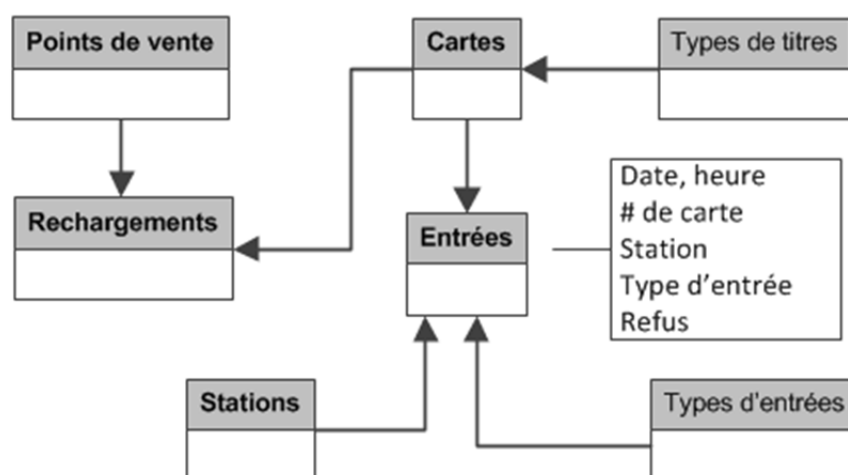 Points de vente
Cartes
Types de titres
Rechargements
Entrées
Date, heure
# de carte
Station
Type d'entrée
Refus
Stations
Types d'entrées